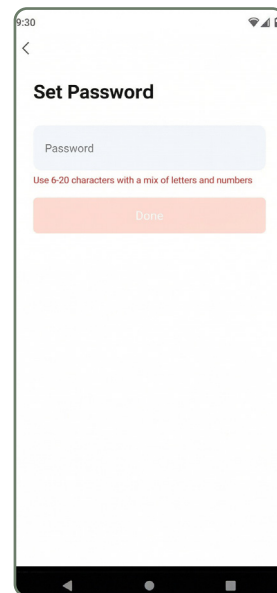 9:30
Set Password
Password
Use 6-20 characters with a mix of letters and numbers
Done